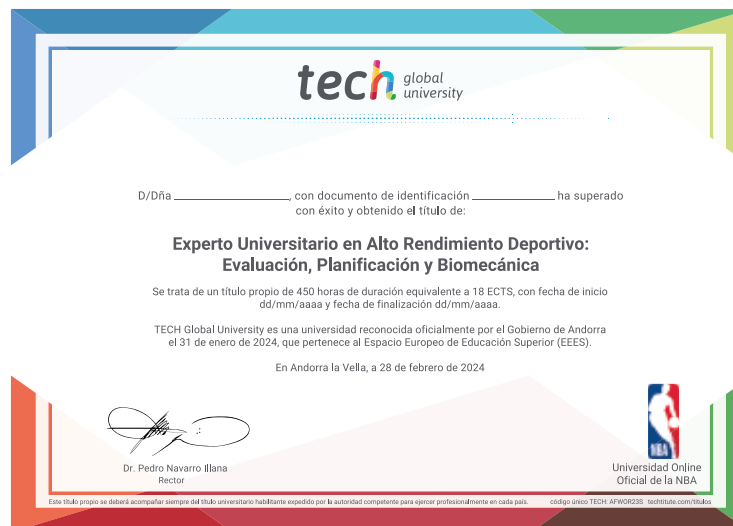 tech global university
D/Dña ________________, con documento de identificación ____________ ha superado
con éxito y obtenido el título de:
Experto Universitario en Alto Rendimiento Deportivo:
Evaluación, Planificación y Biomecánica
Se trata de un título propio de 450 horas de duración equivalente a 18 ECTS, con fecha de inicio
dd/mm/aaaa y fecha de finalización dd/mm/aaaa.
TECH Global University es una universidad reconocida oficialmente por el Gobierno de Andorra
el 31 de enero de 2024, que pertenece al Espacio Europeo de Educación Superior (EEES).
En Andorra la Vella, a 28 de febrero de 2024
Dr. Pedro Navarro Illana
Rector
NBA
Universidad Online
Oficial de la NBA
Este título propio se deberá acompañar siempre del título universitario habilitante expedido por la autoridad competente para ejercer profesionalmente en cada país. código único TECH: AFWOR23S techtitute.com/titulos